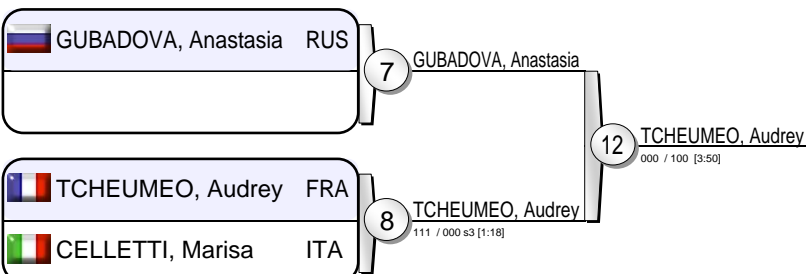 GUBADOVA, Anastasia RUS
7
GUBADOVA, Anastasia
12
TCHEUMEO, Audrey
000 / 100 [3:50]
TCHEUMEO, Audrey FRA
8
TCHEUMEO, Audrey
111 / 000 s3 [1:18]
CELLETTI, Marisa ITA